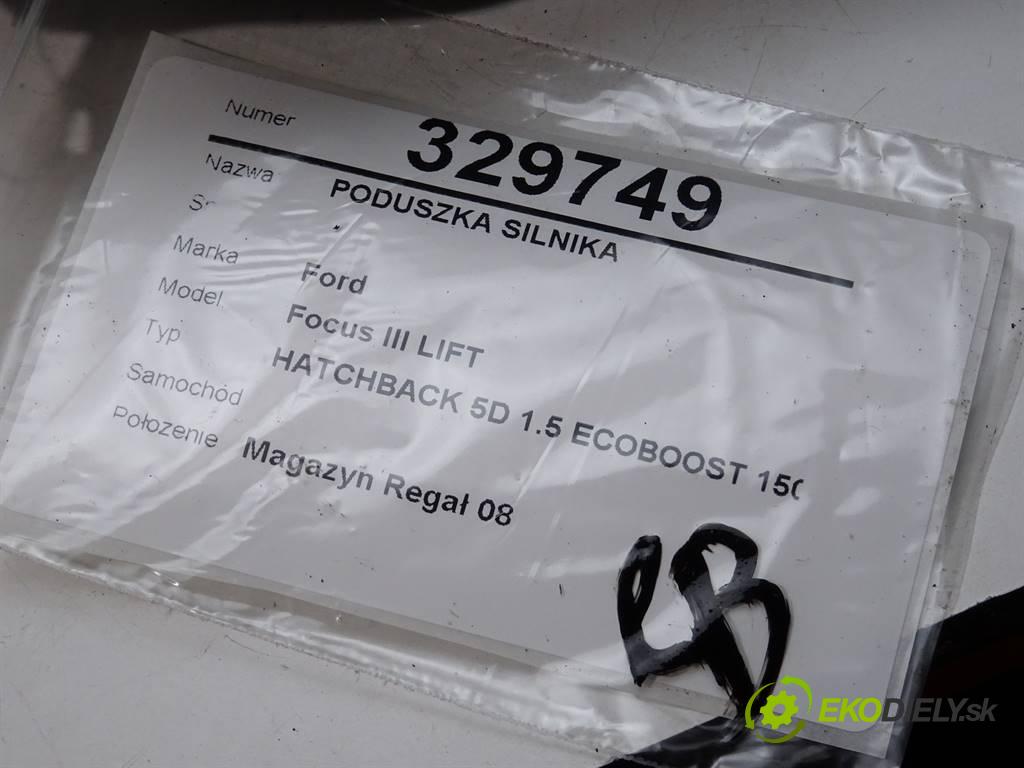 Numer 329749
Nazwa PODUSZKA SILNIKA
Marka Ford
Model Focus III LIFT
Typ HATCHBACK 5D 1.5 ECOBOOST 150
Samochód
Położenie Magazyn Regał 08
EKODIELY.sk